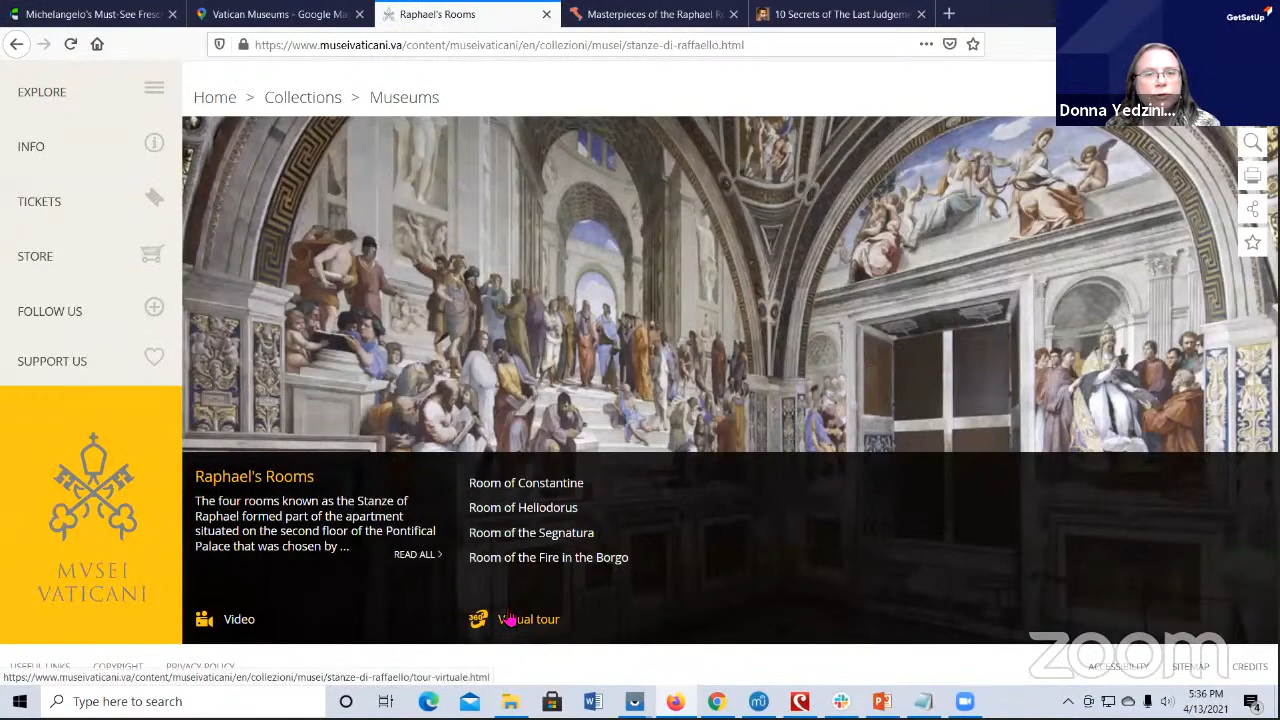 Michelangelo's Must-See Fresc
Vatican Museums - Google Ma
Raphael's Rooms
Masterpieces of the Raphael Ro
10 Secrets of The Last Judgeme
GetSetUp
https://www.museivaticani.va/content/museivaticani/en/collezioni/musei/stanze-di-raffaello.html
Donna Yedzini...
EXPLORE
Home > Collections > Museums
INFO
TICKETS
STORE
FOLLOW US
SUPPORT US
MVSEI
VATICANI
Raphael's Rooms
The four rooms known as the Stanze of
Raphael formed part of the apartment
situated on the second floor of the Pontifical
Palace that was chosen by ...
READ ALL >
Room of Constantine
Room of Heliodorus
Room of the Segnatura
Room of the Fire in the Borgo
Video
360°
Virtual tour
zoom
USEFUL LINKS COPYRIGHT PRIVACY POLICY
ACCESSIBILITY SITEMAP CREDITS
https://www.museivaticani.va/content/museivaticani/en/collezioni/musei/stanze-di-raffaello/tour-virtuale.html
Type here to search
5:36 PM
4/13/2021
4